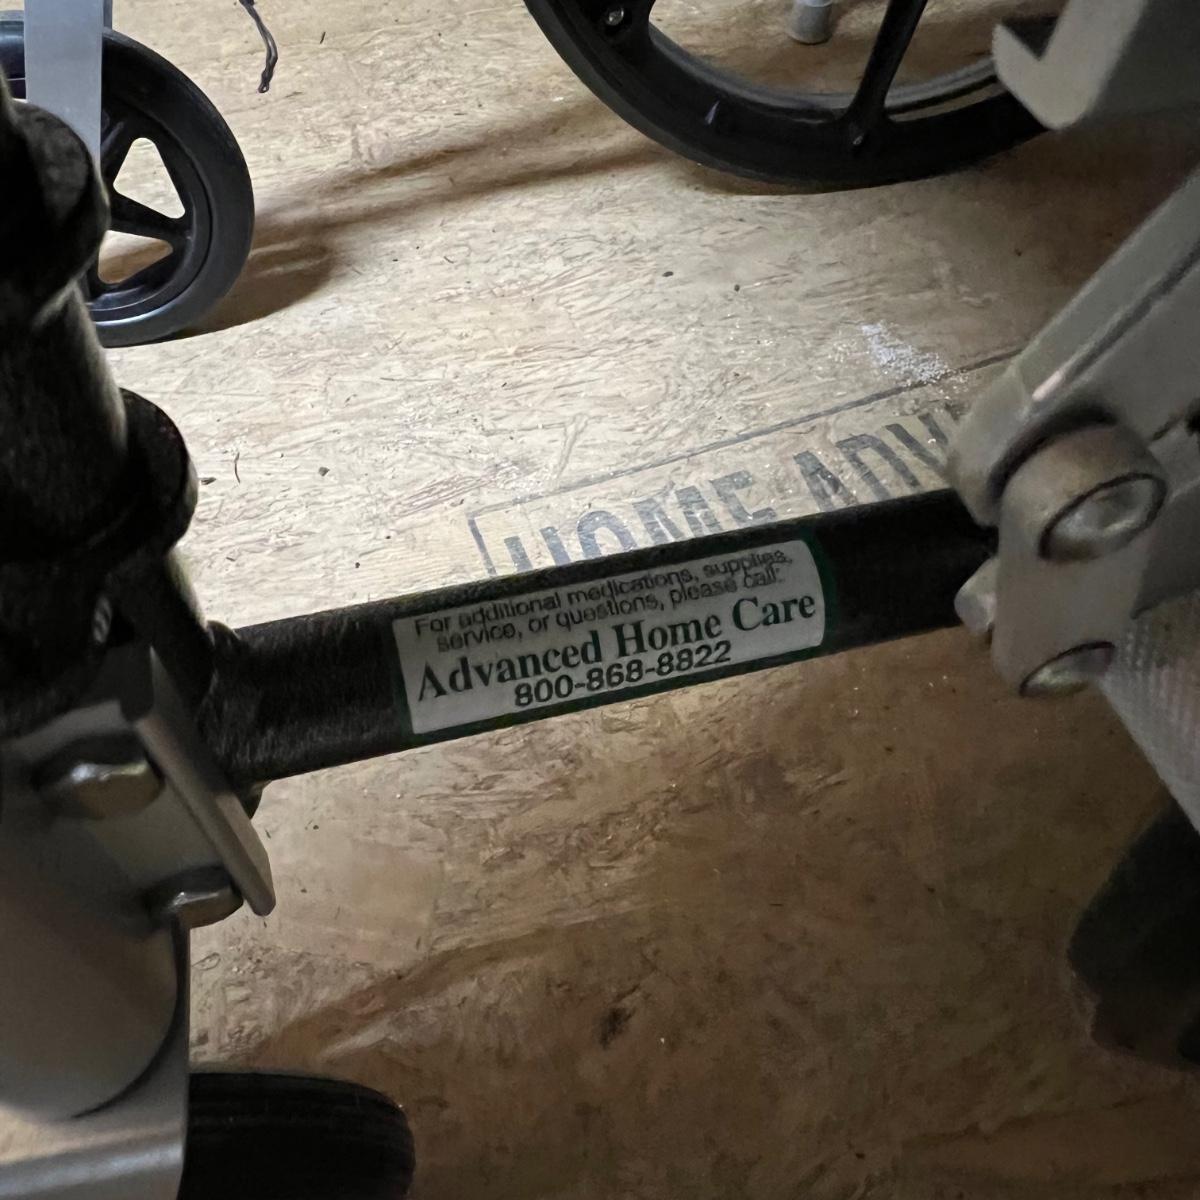 HOME ADV
For additional medications, supplies,
service, or questions, please call:
Advanced Home Care
800-868-8822